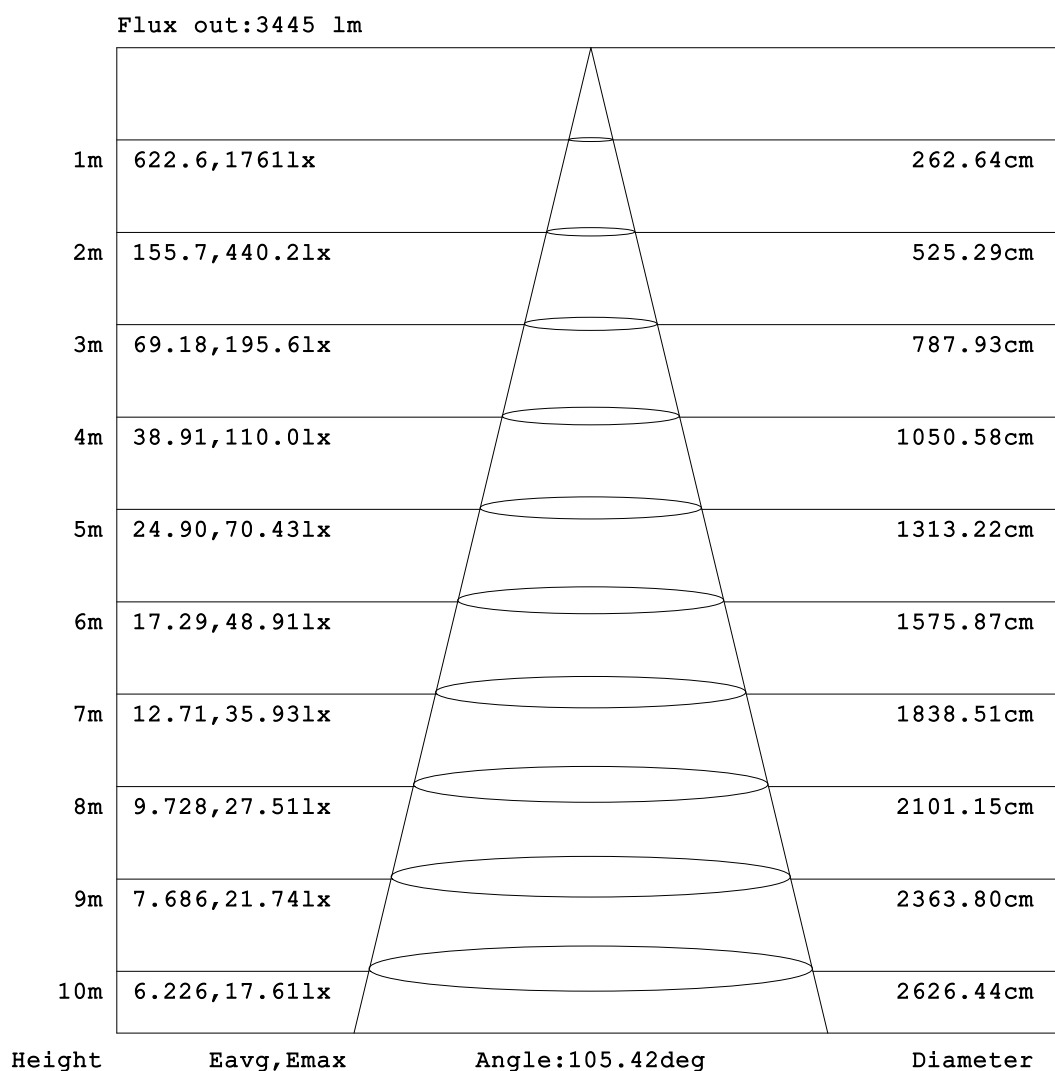 Flux out:3445 lm
1m 622.6,1761lx 262.64cm
2m 155.7,440.2lx 525.29cm
3m 69.18,195.6lx 787.93cm
4m 38.91,110.0lx 1050.58cm
5m 24.90,70.43lx 1313.22cm
6m 17.29,48.91lx 1575.87cm
7m 12.71,35.93lx 1838.51cm
8m 9.728,27.51lx 2101.15cm
9m 7.686,21.74lx 2363.80cm
10m 6.226,17.61lx 2626.44cm
Height Eavg,Emax Angle:105.42deg Diameter